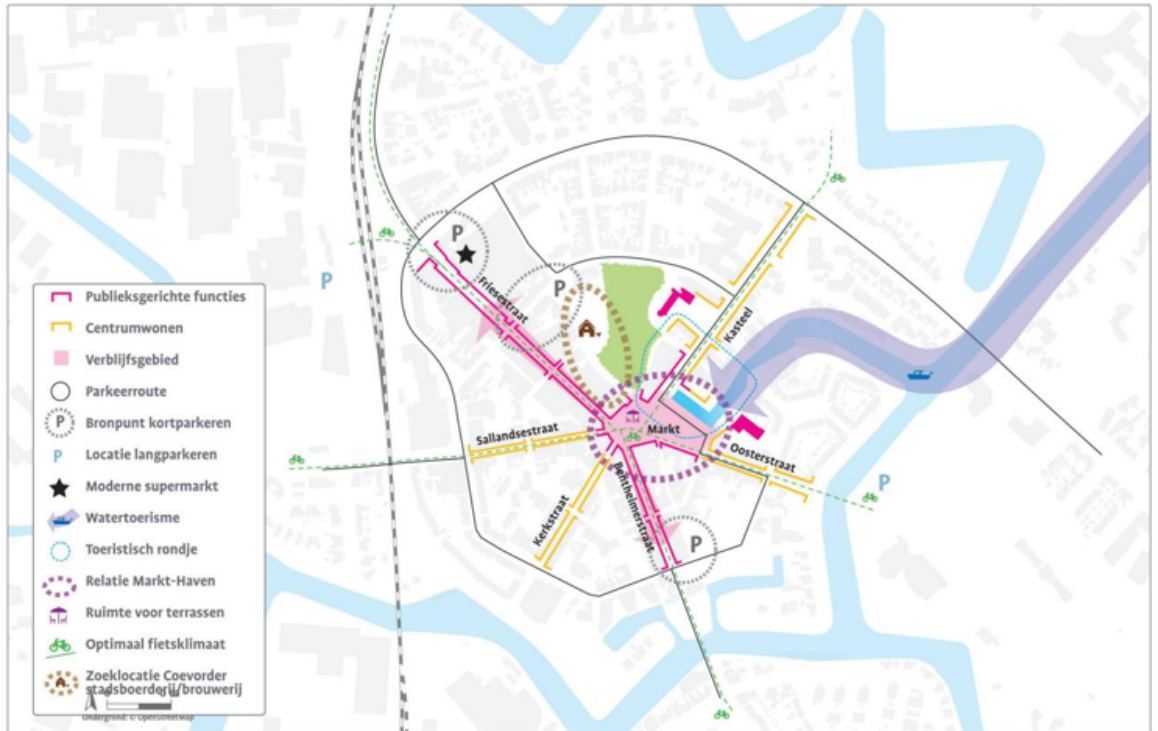 P
P
Friesestraat
P
Kasteel
Markt
Sallandsestraat
Oosterstraat
P
Kerkstraat
Bentheimerstraat
P
Publieksgerichte functies
Centrumwonen
Verblijfsgebied
Parkeerroute
P Bronpunt kortparkeren
P Locatie langparkeren
Moderne supermarkt
Watertoerisme
Toeristisch rondje
Relatie Markt-Haven
Ruimte voor terrassen
Optimaal fietsklimaat
Zoeklocatie Coevorder
stadsboerderij/brouwerij
Ondergrond: © OpenStreetMap